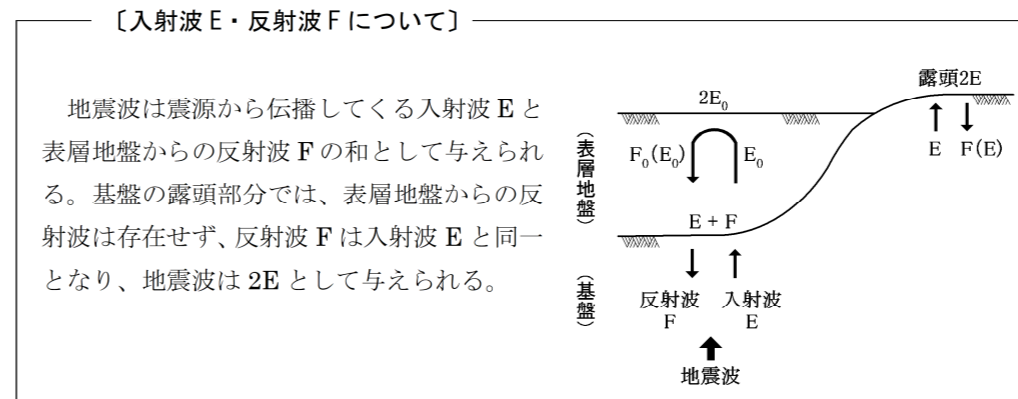 〔入射波E・反射波Fについて〕
地震波は震源から伝播してくる入射波Eと
表層地盤からの反射波Fの和として与えられ
る。基盤の露頭部分では、表層地盤からの反
射波は存在せず、反射波Fは入射波Eと同一
となり、地震波は2Eとして与えられる。
露頭2E
2E₀
E F(E)
(表層地盤)
F₀(E₀) E₀
E + F
(基盤)
反射波 入射波
F E
地震波